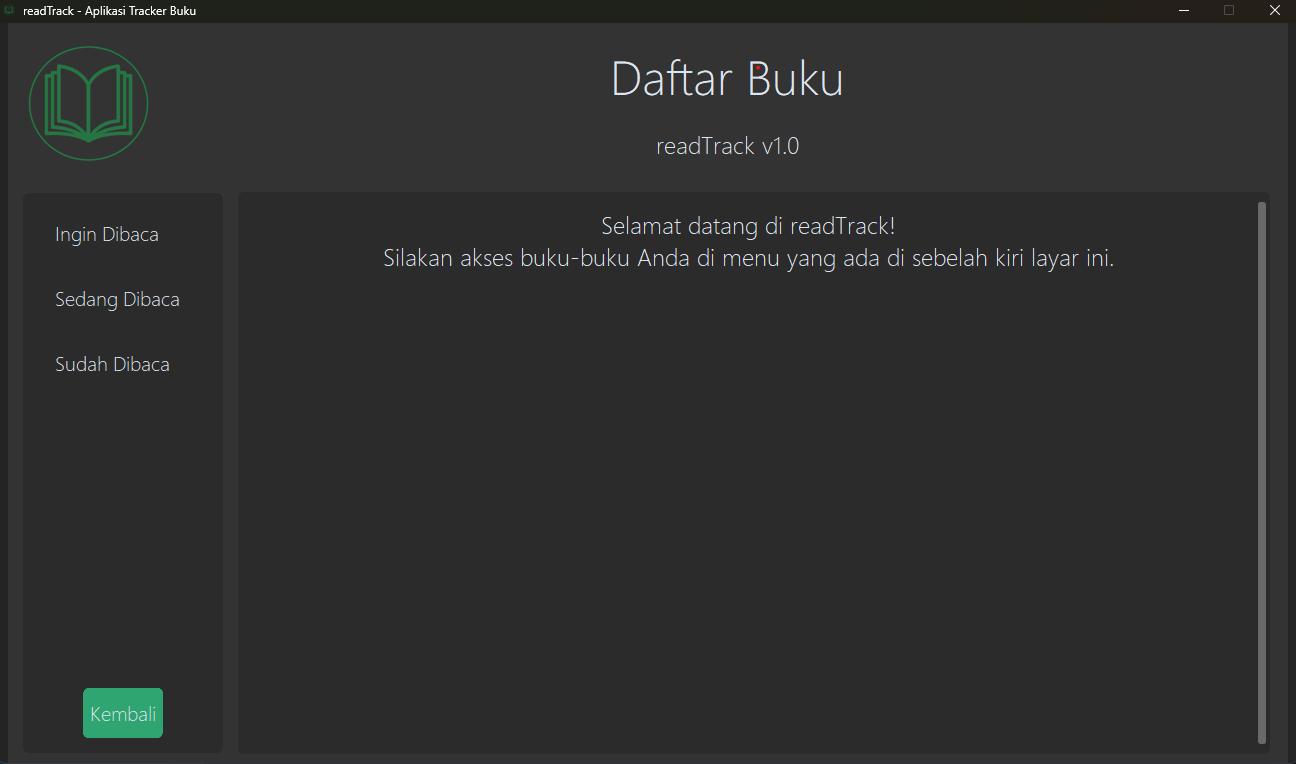 readTrack - Aplikasi Tracker Buku
Daftar Buku
readTrack v1.0
Ingin Dibaca
Sedang Dibaca
Sudah Dibaca
Kembali
Selamat datang di readTrack!
Silakan akses buku-buku Anda di menu yang ada di sebelah kiri layar ini.